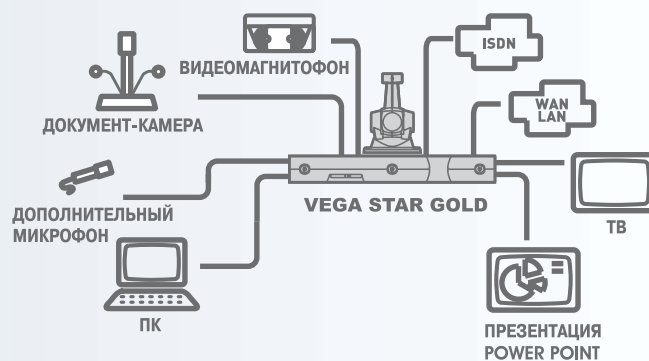 ISDN
ВИДЕОМАГНИТОФОН
WAN
LAN
ДОКУМЕНТ-КАМЕРА
VEGA STAR GOLD
ДОПОЛНИТЕЛЬНЫЙ
МИКРОФОН
ТВ
ПК
ПРЕЗЕНТАЦИЯ
POWER POINT